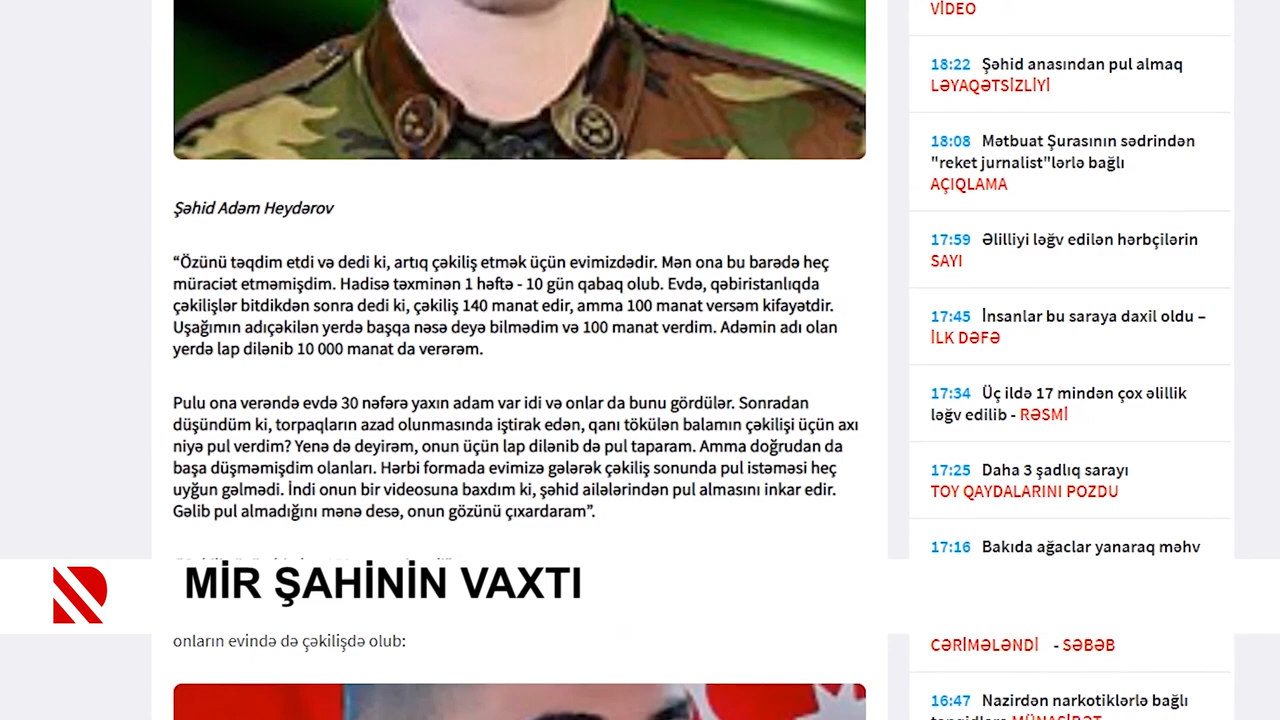 Şəhid Adəm Heydərov
“Özünü təqdim etdi və dedi ki, artıq çəkiliş etmək üçün evimizdədir. Mən ona bu barədə heç
müraciət etməmişdim. Hadisə təxminən 1 həftə - 10 gün qabaq olub. Evdə, qəbiristanlıqda
çəkilişlər bitdikdən sonra dedi ki, çəkiliş 140 manat edir, amma 100 manat versəm kifayətdir.
Uşağımın adıçəkilən yerdə başqa nəsə deyə bilmədim və 100 manat verdim. Adəmin adı olan
yerdə lap dilənib 10 000 manat da verərəm.
Pulu ona verəndə evdə 30 nəfərə yaxın adam var idi və onlar da bunu gördülər. Sonradan
düşündüm ki, torpaqların azad olunmasında iştirak edən, qanı tökülən balamın çəkilişi üçün axı
niyə pul verdim? Yenə də deyirəm, onun üçün lap dilənib də pul taparam. Amma doğrudan da
başa düşməmişdim olanları. Hərbi formada evimizə gələrək çəkiliş sonunda pul istəməsi heç
uyğun gəlmədi. İndi onun bir videosuna baxdım ki, şəhid ailələrindən pul almasını inkar edir.
Gəlib pul almadığını mənə desə, onun gözünü çıxardaram”.
MİR ŞAHİNİN VAXTI
onların evində də çəkilişdə olub:
VİDEO
18:22 Şəhid anasından pul almaq
LƏYAQƏTSİZLİYİ
18:08 Mətbuat Şurasının sədrindən
"reket jurnalist"lərlə bağlı
AÇIQLAMA
17:59 Əlilliyi ləğv edilən hərbçilərin
SAYI
17:45 İnsanlar bu saraya daxil oldu –
İLK DƏFƏ
17:34 Üç ildə 17 mindən çox əlillik
ləğv edilib - RƏSMİ
17:25 Daha 3 şadlıq sarayı
TOY QAYDALARINI POZDU
17:16 Bakıda ağaclar yanaraq məhv
CƏRİMƏLƏNDİ - SƏBƏB
16:47 Nazirdən narkotiklərlə bağlı